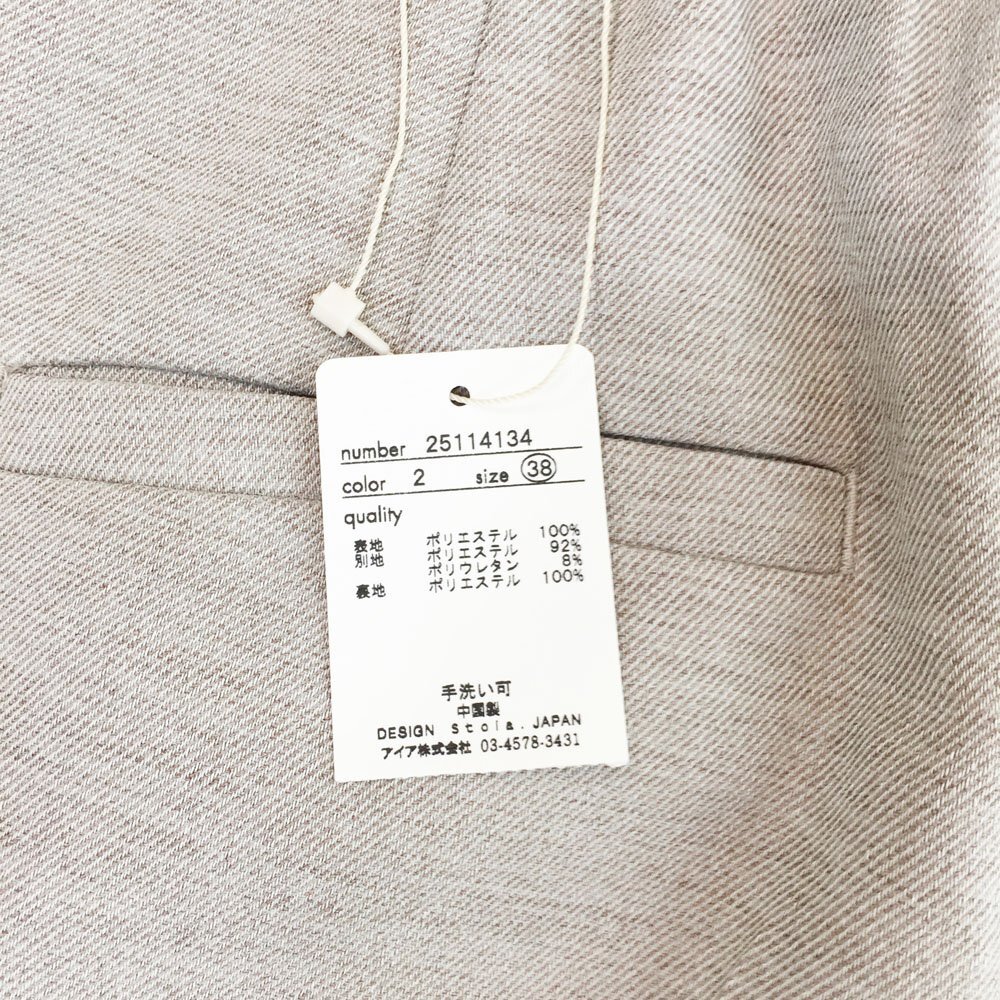 number 25114134
color 2 size 38
quality
表地 ポリエステル 100%
別地 ポリエステル 92%
ポリウレタン 8%
裏地 ポリエステル 100%
手洗い可
中国製
DESIGN Stola. JAPAN
アイア株式会社 03-4578-3431